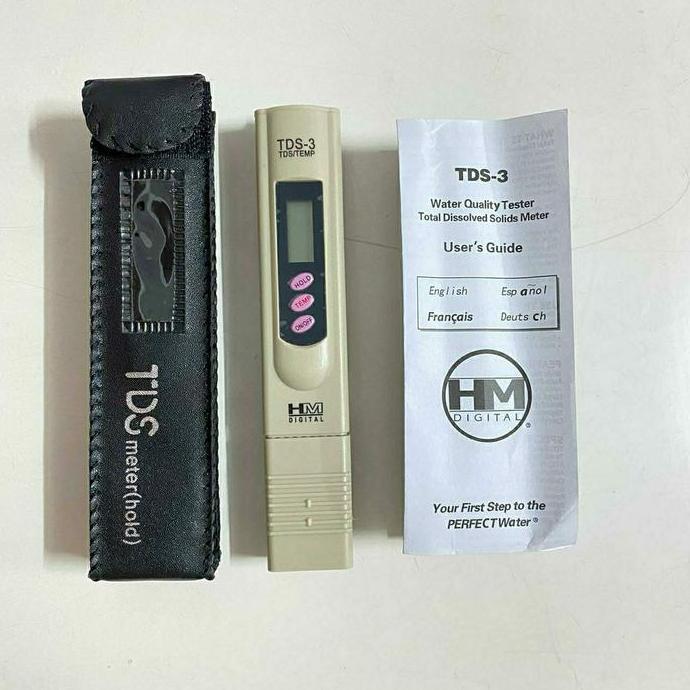 TDS meter(hold)
TDS-3
TDS/TEMP
HOLD
TEMP
ON/OFF
HM
DIGITAL
TDS-3
Water Quality Tester
Total Dissolved Solids Meter
User's Guide
English Español
Français Deutsch
HM
DIGITAL®
Your First Step to the
PERFECTWater®